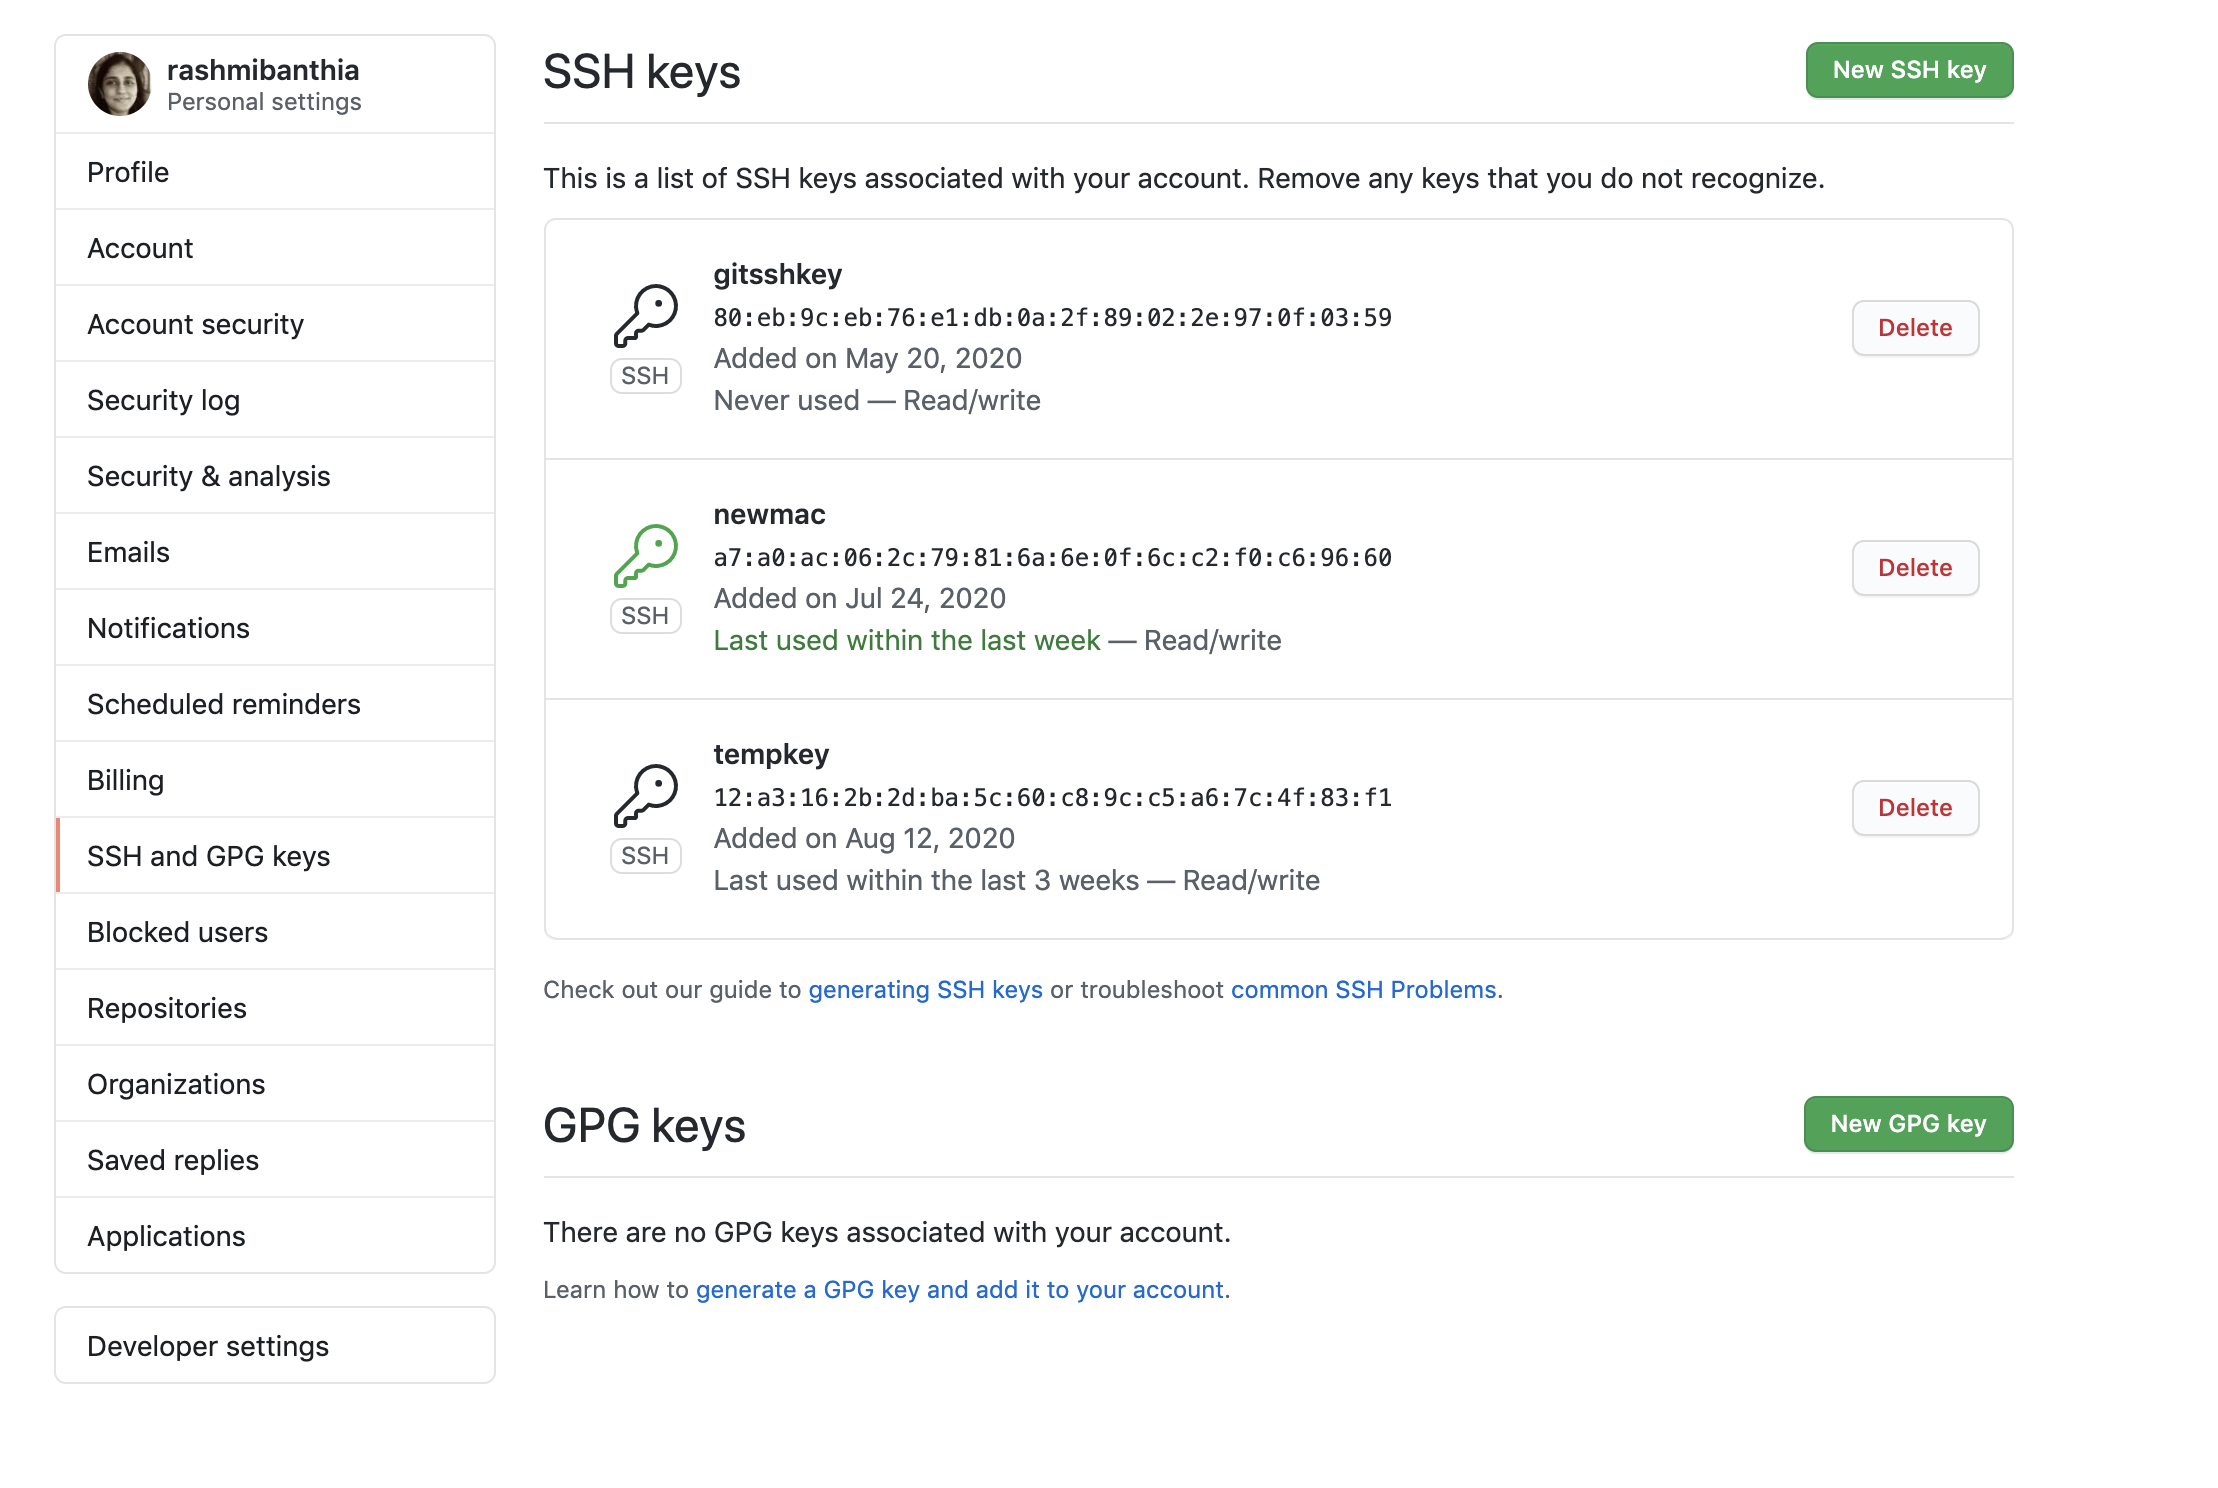 rashmibanthia
Personal settings
Profile
Account
Account security
Security log
Security & analysis
Emails
Notifications
Scheduled reminders
Billing
SSH and GPG keys
Blocked users
Repositories
Organizations
Saved replies
Applications
Developer settings
SSH keys
New SSH key
This is a list of SSH keys associated with your account. Remove any keys that you do not recognize.
gitsshkey
80:eb:9c:eb:76:e1:db:0a:2f:89:02:2e:97:0f:03:59
Added on May 20, 2020
Never used — Read/write
SSH
Delete
newmac
a7:a0:ac:06:2c:79:81:6a:6e:0f:6c:c2:f0:c6:96:60
Added on Jul 24, 2020
Last used within the last week — Read/write
SSH
Delete
tempkey
12:a3:16:2b:2d:ba:5c:60:c8:9c:c5:a6:7c:4f:83:f1
Added on Aug 12, 2020
Last used within the last 3 weeks — Read/write
SSH
Delete
Check out our guide to generating SSH keys or troubleshoot common SSH Problems.
GPG keys
New GPG key
There are no GPG keys associated with your account.
Learn how to generate a GPG key and add it to your account.